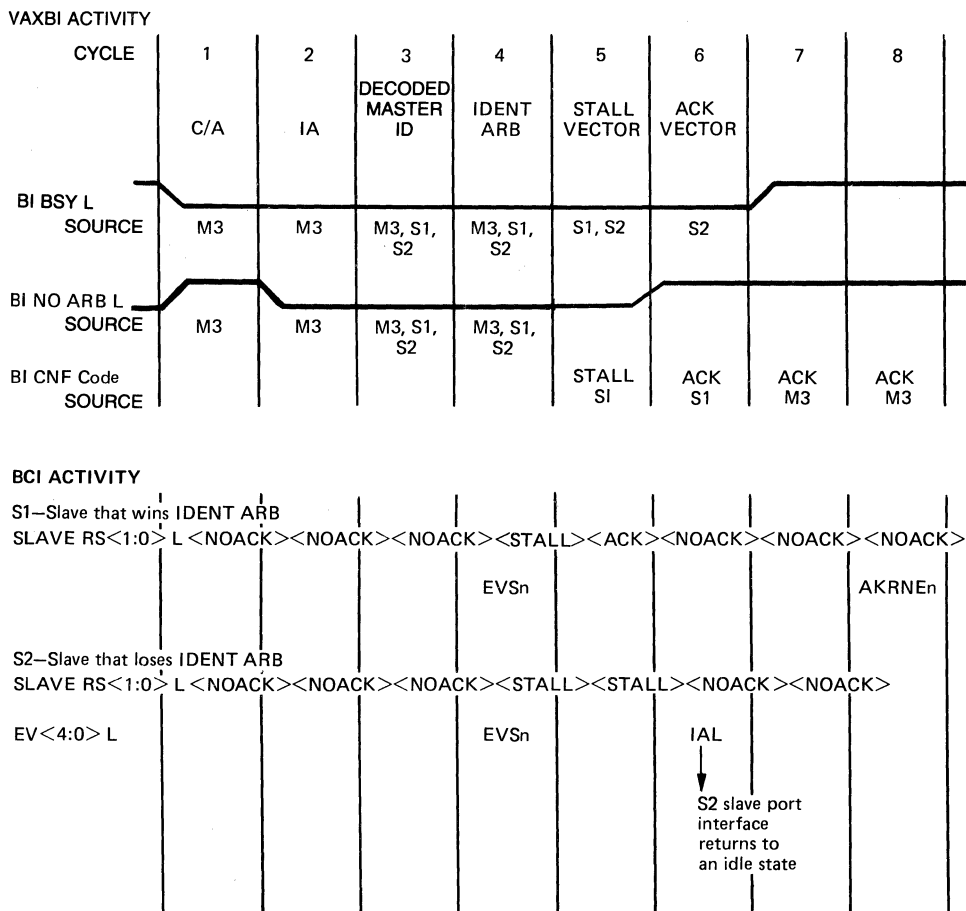 VAXBI ACTIVITY
CYCLE 1 2 3 4 5 6 7 8
C/A IA DECODED MASTER ID IDENT ARB STALL VECTOR ACK VECTOR
BI BSY L
SOURCE M3 M3 M3, S1, S2 M3, S1, S2 S1, S2 S2
BI NO ARB L
SOURCE M3 M3 M3, S1, S2 M3, S1, S2
BI CNF Code STALL ACK ACK ACK
SOURCE SI S1 M3 M3
BCI ACTIVITY
S1—Slave that wins IDENT ARB
SLAVE RS<1:0> L <NOACK><NOACK><NOACK><STALL><ACK><NOACK><NOACK><NOACK>
EVSn AKRNEn
S2—Slave that loses IDENT ARB
SLAVE RS<1:0> L <NOACK><NOACK><NOACK><STALL><STALL><NOACK><NOACK>
EV<4:0> L EVSn IAL
S2 slave port
interface
returns to
an idle state